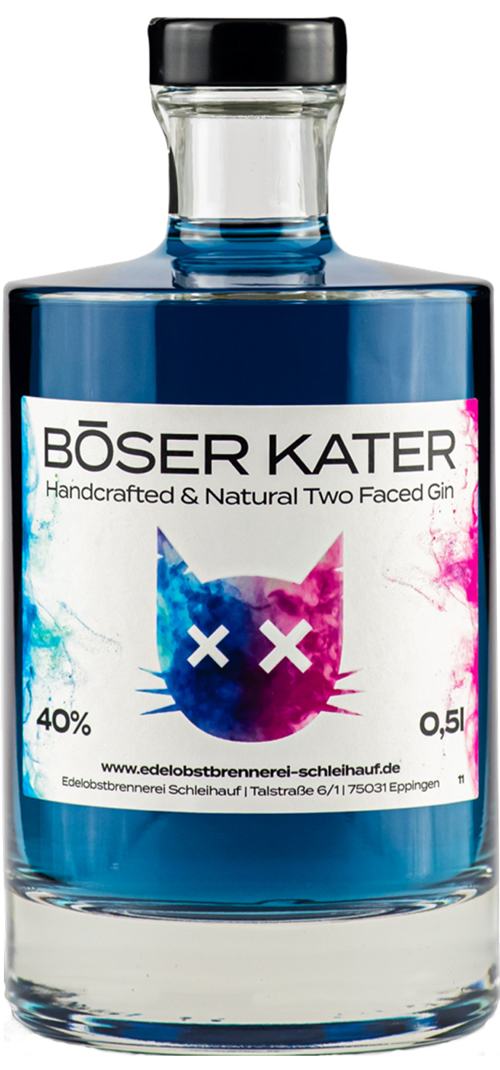 BŌSER KATER
Handcrafted & Natural Two Faced Gin
40%
0,5l
www.edelobstbrennerei-schleihauf.de
Edelobstbrennerei Schleihauf | Talstraße 6/1 | 75031 Eppingen
11